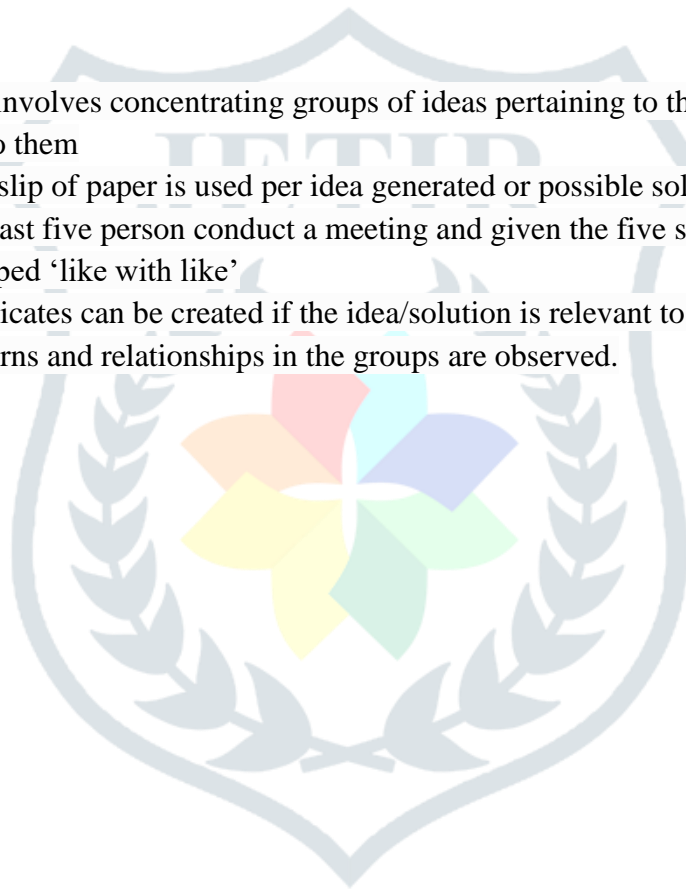 involves concentrating groups of ideas pertaining to th
o them
slip of paper is used per idea generated or possible sol
ast five person conduct a meeting and given the five s
ped ‘like with like’
icates can be created if the idea/solution is relevant to
rns and relationships in the groups are observed.
JETIR